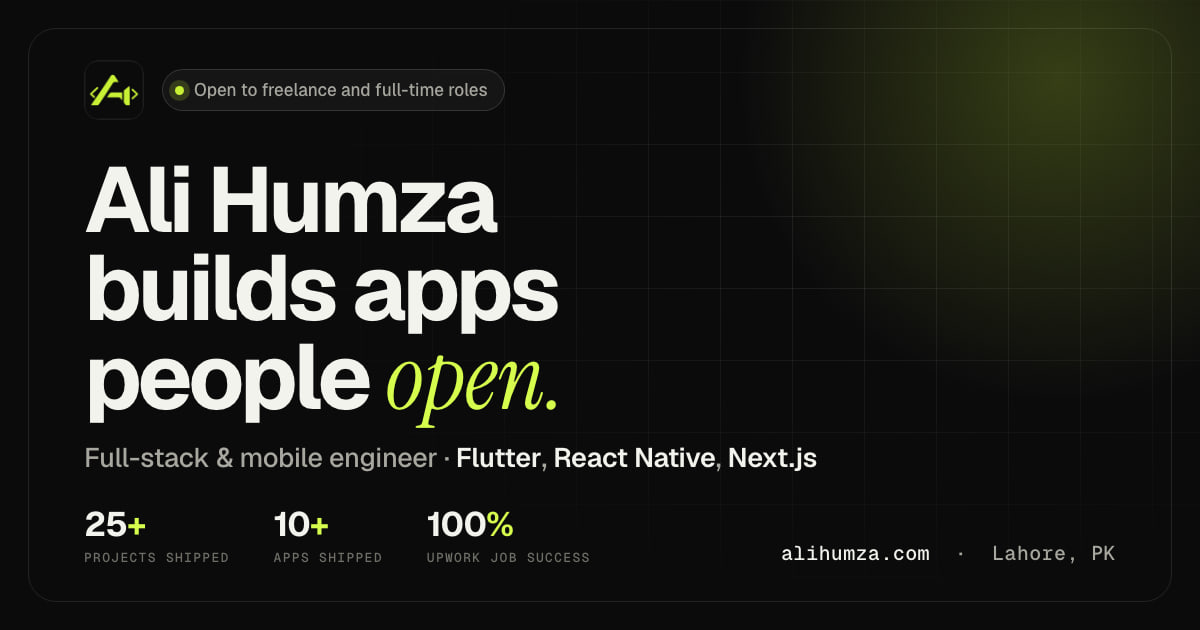 Open to freelance and full-time roles
Ali Humza
builds apps
people open.
Full-stack & mobile engineer · Flutter, React Native, Next.js
25+
PROJECTS SHIPPED
10+
APPS SHIPPED
100%
UPWORK JOB SUCCESS
alihumza.com · Lahore, PK